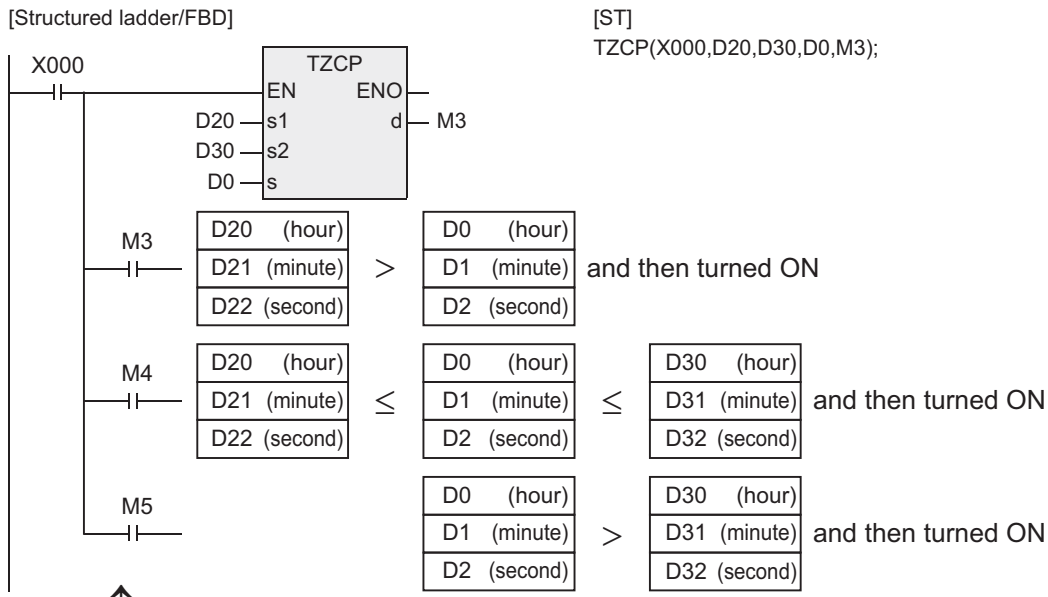 [Structured ladder/FBD]
[ST]
TZCP(X000,D20,D30,D0,M3);
X000
TZCP
EN ENO
D20 s1 d M3
D30 s2
D0 s
M3
D20 (hour) D0 (hour)
D21 (minute) > D1 (minute) and then turned ON
D22 (second) D2 (second)
M4
D20 (hour) D0 (hour) D30 (hour)
D21 (minute) ≤ D1 (minute) ≤ D31 (minute) and then turned ON
D22 (second) D2 (second) D32 (second)
M5
D0 (hour) D30 (hour)
D1 (minute) > D31 (minute) and then turned ON
D2 (second) D32 (second)